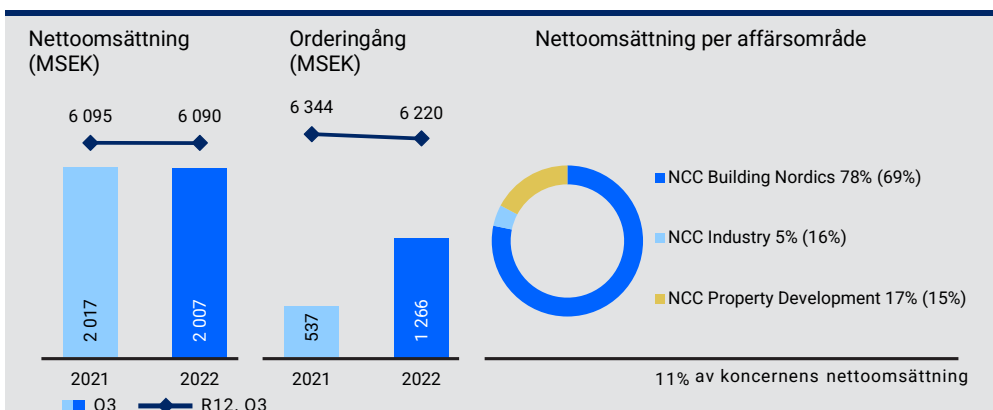 Nettoomsättning
(MSEK)
6 095
6 090
2 017
2 007
2021
2022
Q3
R12, Q3
Orderingång
(MSEK)
6 344
6 220
537
1 266
2021
2022
Nettoomsättning per affärsområde
NCC Building Nordics 78% (69%)
NCC Industry 5% (16%)
NCC Property Development 17% (15%)
11% av koncernens nettoomsättning